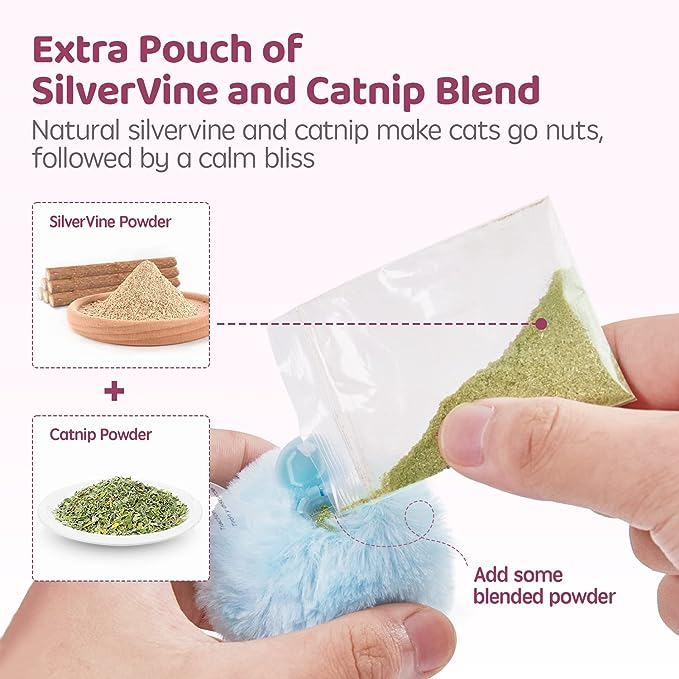 Extra Pouch of
SilverVine and Catnip Blend
Natural silvervine and catnip make cats go nuts,
followed by a calm bliss
SilverVine Powder
+
Catnip Powder
Add some
blended powder